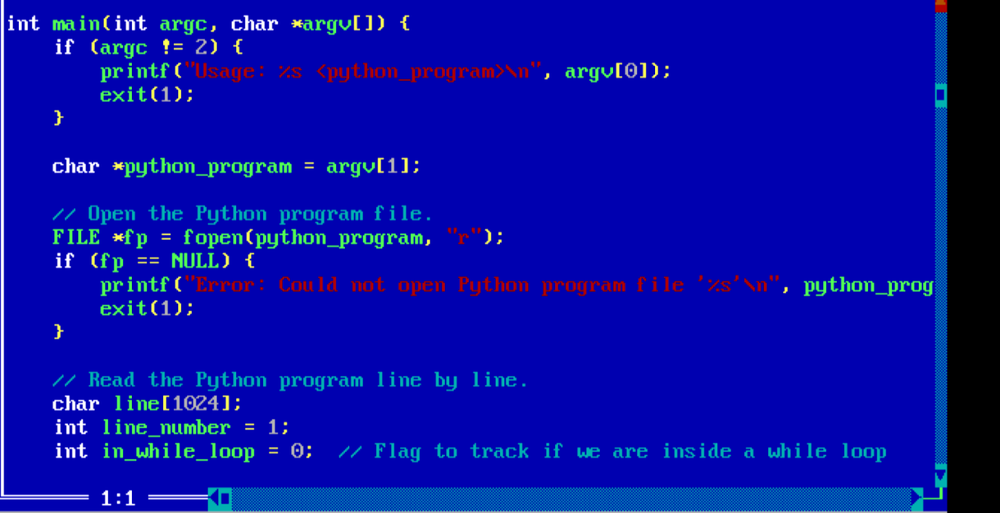 int main(int argc, char *argv[]) {
    if (argc != 2) {
        printf("Usage: %s <python_program>\n", argv[0]);
        exit(1);
    }

    char *python_program = argv[1];

    // Open the Python program file.
    FILE *fp = fopen(python_program, "r");
    if (fp == NULL) {
        printf("Error: Could not open Python program file '%s'\n", python_prog
        exit(1);
    }

    // Read the Python program line by line.
    char line[1024];
    int line_number = 1;
    int in_while_loop = 0;  // Flag to track if we are inside a while loop
1:1